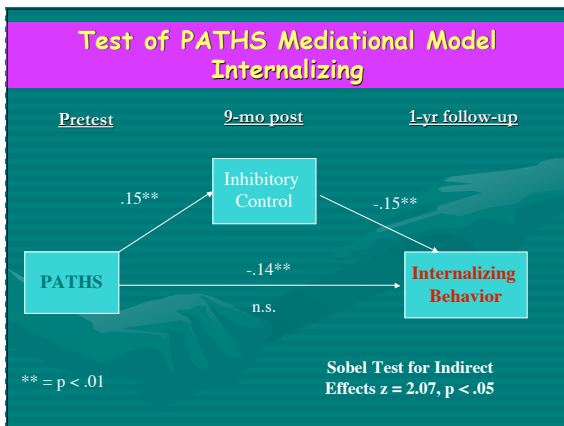 Test of PATHS Mediational Model
Internalizing
Pretest
9-mo post
1-yr follow-up
Inhibitory
Control
.15**
-.15**
PATHS
-.14**
n.s.
Internalizing
Behavior
** = p < .01
Sobel Test for Indirect
Effects z = 2.07, p < .05